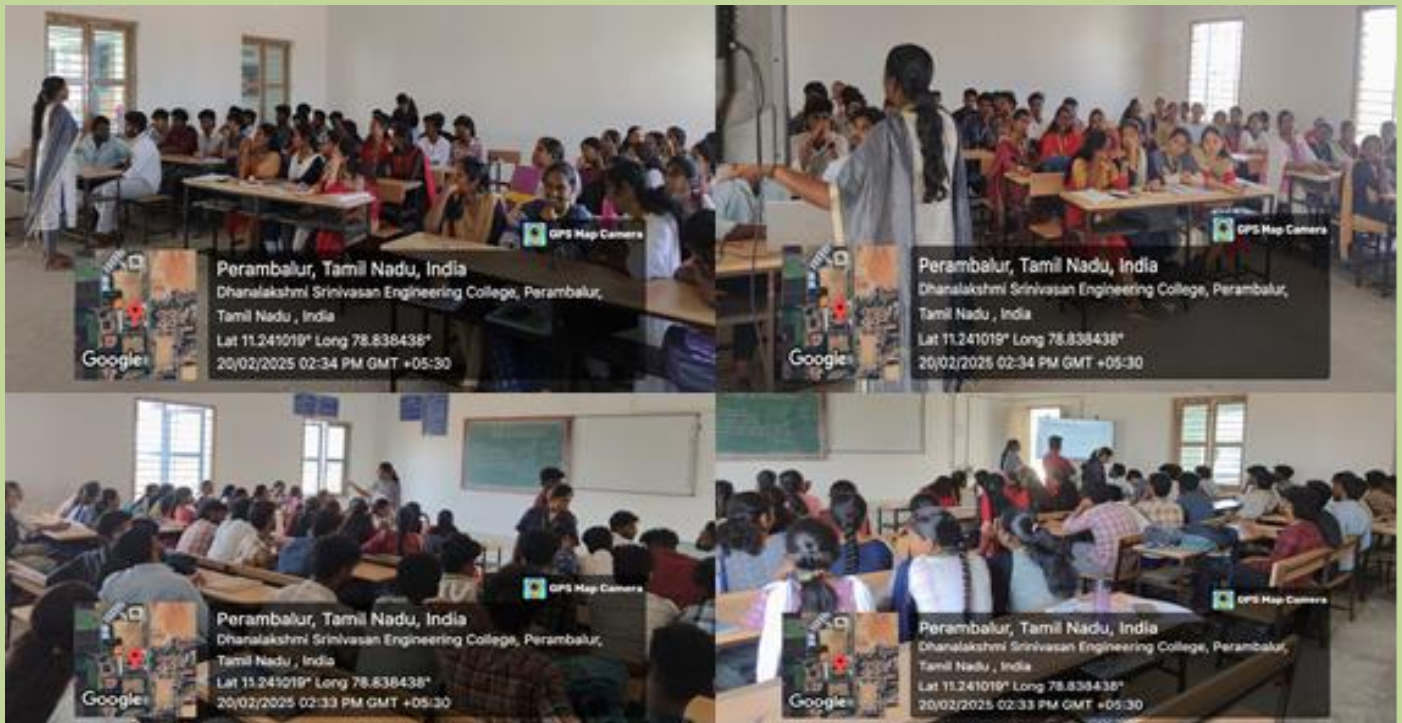 GPS Map Camera
Perambalur, Tamil Nadu, India
Dhanalakshmi Srinivasan Engineering College, Perambalur,
Tamil Nadu , India
Lat 11.241019° Long 78.838438°
20/02/2025 02:34 PM GMT +05:30
Google
GPS Map Camera
Perambalur, Tamil Nadu, India
Dhanalakshmi Srinivasan Engineering College, Perambalur,
Tamil Nadu , India
Lat 11.241019° Long 78.838438°
20/02/2025 02:34 PM GMT +05:30
Google
GPS Map Camera
Perambalur, Tamil Nadu, India
Dhanalakshmi Srinivasan Engineering College, Perambalur,
Tamil Nadu , India
Lat 11.241019° Long 78.838438°
20/02/2025 02:33 PM GMT +05:30
Google
GPS Map Camera
Perambalur, Tamil Nadu, India
Dhanalakshmi Srinivasan Engineering College, Perambalur,
Tamil Nadu , India
Lat 11.241019° Long 78.838438°
20/02/2025 02:33 PM GMT +05:30
Google